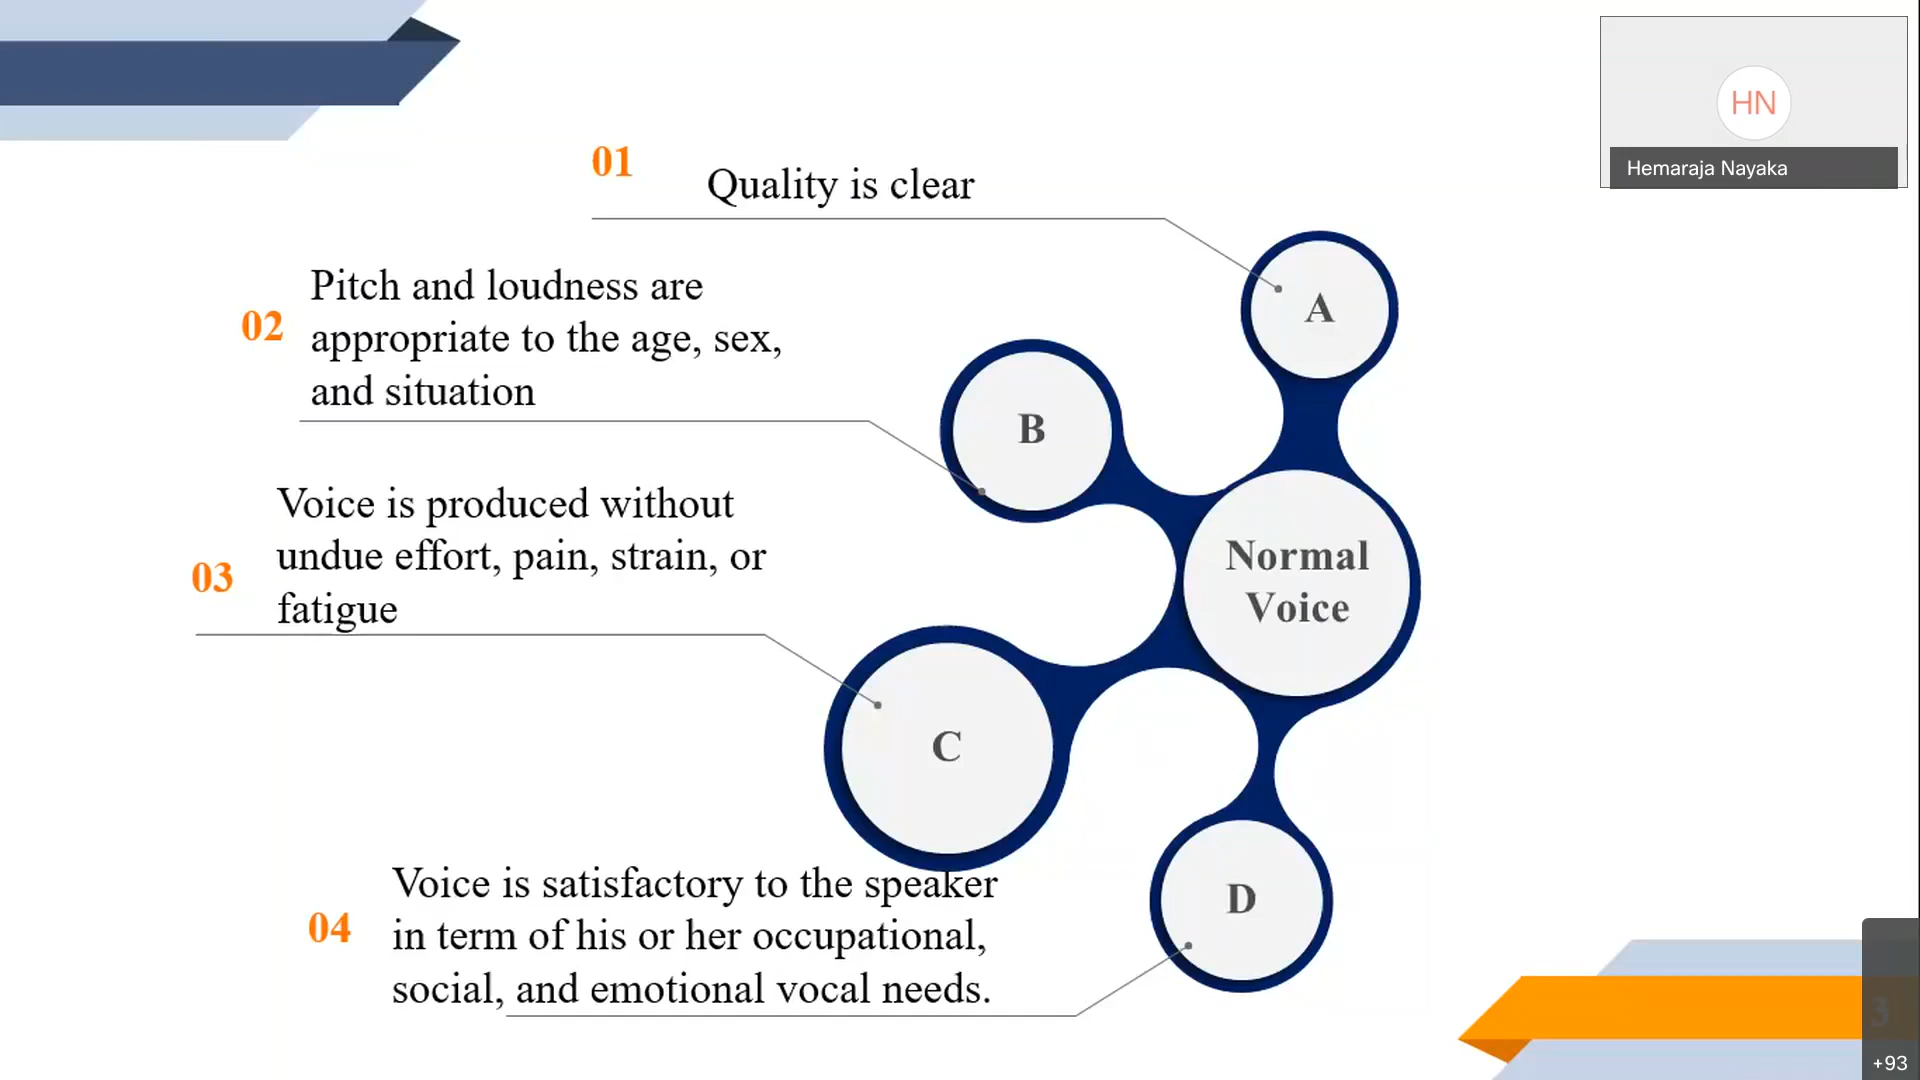 HN
Hemaraja Nayaka
01
Quality is clear
A
02
Pitch and loudness are
appropriate to the age, sex,
and situation
B
03
Voice is produced without
undue effort, pain, strain, or
fatigue
Normal
Voice
C
04
Voice is satisfactory to the speaker
in term of his or her occupational,
social, and emotional vocal needs.
D
3
+93